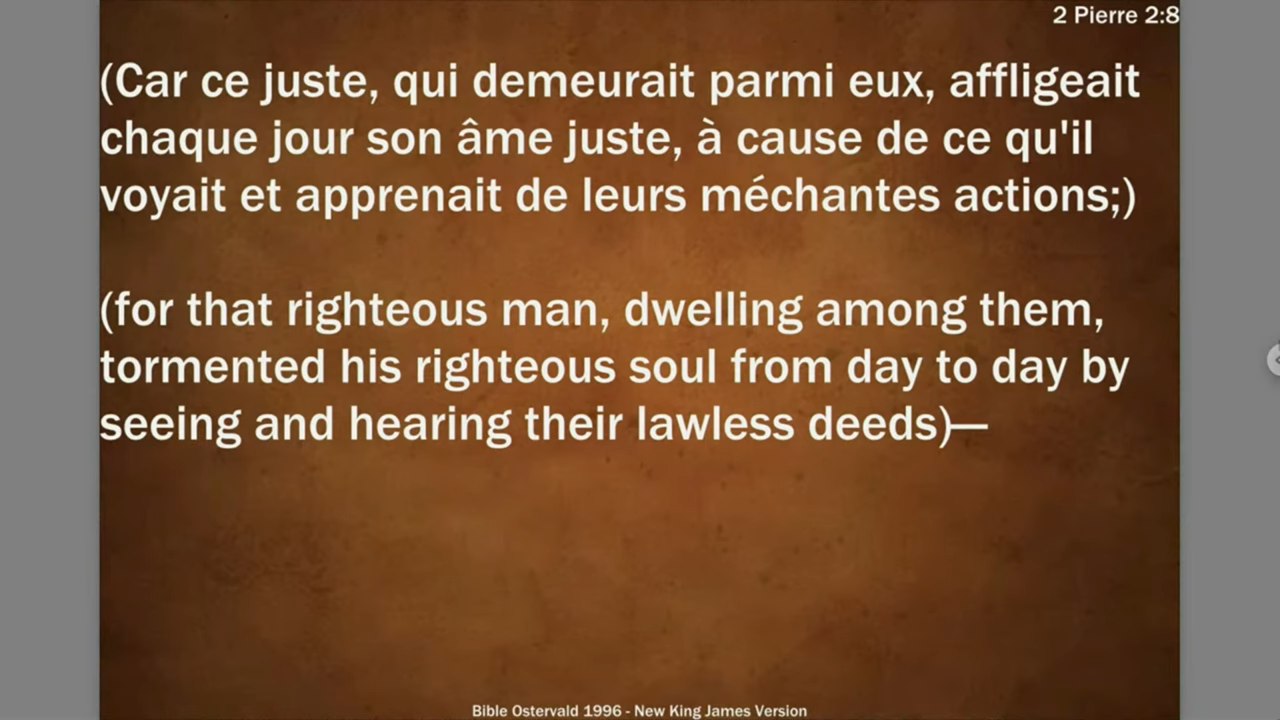 2 Pierre 2:8
(Car ce juste, qui demeurait parmi eux, affligeait
chaque jour son âme juste, à cause de ce qu'il
voyait et apprenait de leurs méchantes actions;)
(for that righteous man, dwelling among them,
tormented his righteous soul from day to day by
seeing and hearing their lawless deeds)—
Bible Ostervald 1996 - New King James Version